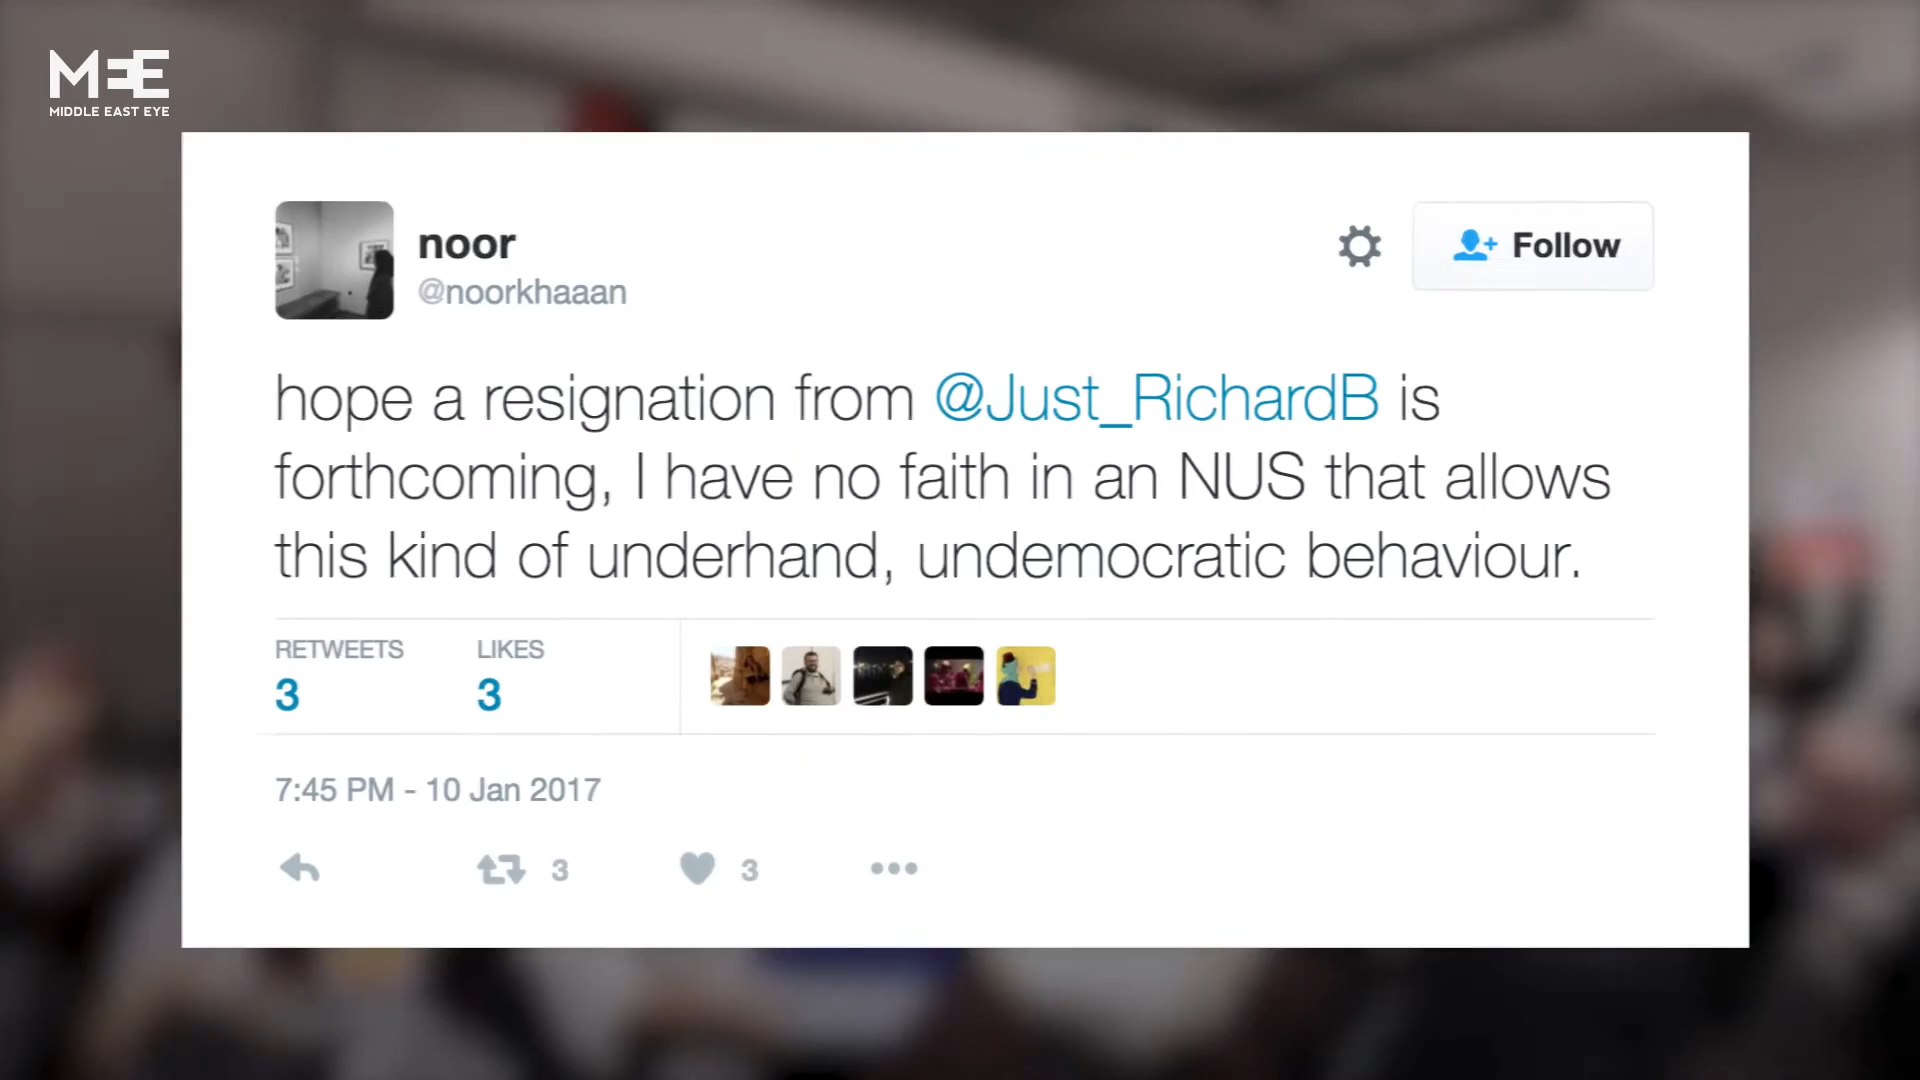 MEE
MIDDLE EAST EYE
noor
@noorkhaaan
Follow
hope a resignation from @Just_RichardB is
forthcoming, I have no faith in an NUS that allows
this kind of underhand, undemocratic behaviour.
RETWEETS LIKES
3 3
7:45 PM - 10 Jan 2017
3 3